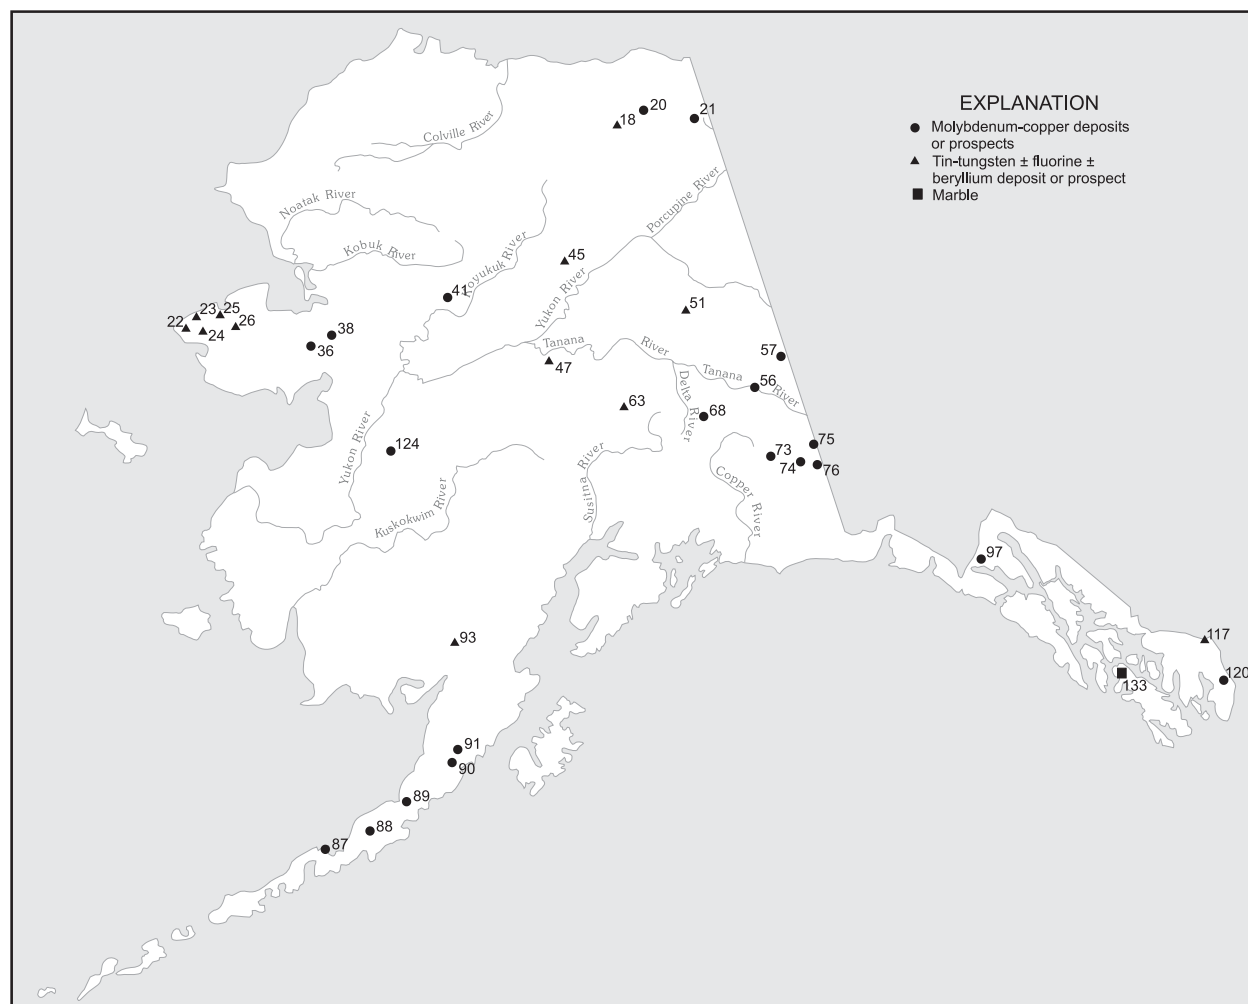 EXPLANATION
Molybdenum-copper deposits
or prospects
Tin-tungsten ± fluorine ±
beryllium deposit or prospect
Marble
20
21
18
Colville River
Noatak River
Porcupine River
Kobuk River
Koyukuk River
45
41
Yukon River
51
23
25
22
24
26
38
36
Tanana
River
57
47
Tanana
River
56
63
Delta River
68
Yukon River
124
75
73
74
76
Susitna River
Copper River
Kuskokwim River
97
93
117
133
120
91
90
89
88
87